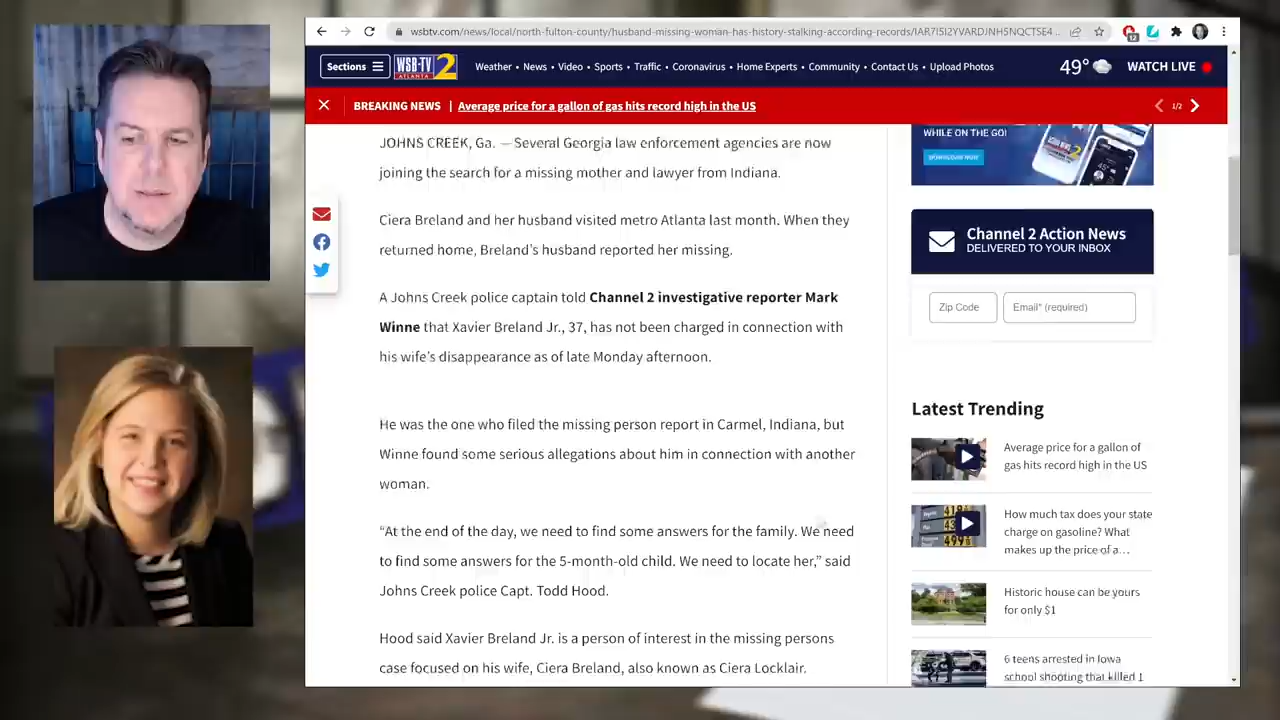 wsbtv.com/news/local/north-fulton-county/husband-missing-woman-has-history-stalking-according-records/
Sections
WSB-TV 2
ATLANTA
Weather • News • Video • Sports • Traffic • Coronavirus • Home Experts • Community • Contact Us • Upload Photos
49°
WATCH LIVE
BREAKING NEWS | Average price for a gallon of gas hits record high in the US
1/2
JOHNS CREEK, Ga. — Several Georgia law enforcement agencies are now
joining the search for a missing mother and lawyer from Indiana.
Ciera Breland and her husband visited metro Atlanta last month. When they
returned home, Breland’s husband reported her missing.
A Johns Creek police captain told Channel 2 investigative reporter Mark
Winne that Xavier Breland Jr., 37, has not been charged in connection with
his wife’s disappearance as of late Monday afternoon.
He was the one who filed the missing person report in Carmel, Indiana, but
Winne found some serious allegations about him in connection with another
woman.
“At the end of the day, we need to find some answers for the family. We need
to find some answers for the 5-month-old child. We need to locate her,” said
Johns Creek police Capt. Todd Hood.
Hood said Xavier Breland Jr. is a person of interest in the missing persons
case focused on his wife, Ciera Breland, also known as Ciera Locklair.
WHILE ON THE GO!
DOWNLOAD NOW
Channel 2 Action News
DELIVERED TO YOUR INBOX
Zip Code
Email* (required)
Latest Trending
Average price for a gallon of
gas hits record high in the US
How much tax does your state
charge on gasoline? What
makes up the price of a…
Historic house can be yours
for only $1
6 teens arrested in Iowa
school shooting that killed 1